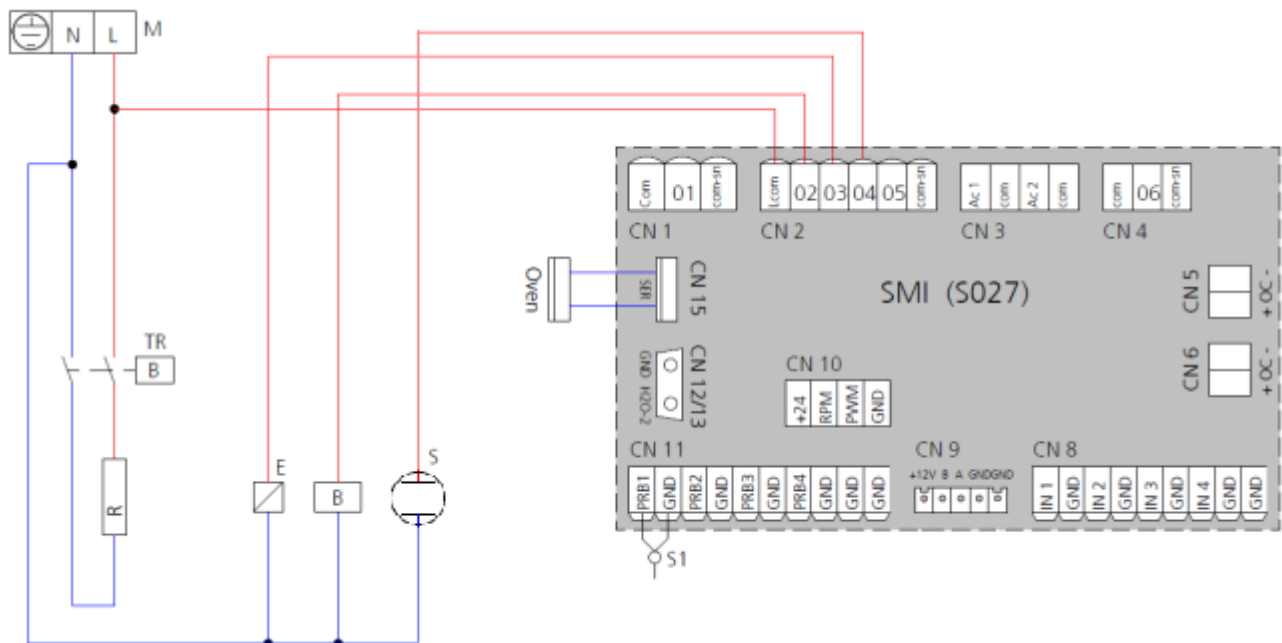 N L M
Com 01 com-sn
Lcom 02 03 04 05 com-sn
Ac 1 com Ac 2 com
com 06 com-sn
CN 1
CN 2
CN 3
CN 4
Oven
SER
CN 15
SMI (S027)
CN 5
+ OC -
TR
B
GND H2O-2
CN 12/13
CN 10
+24 RPM PWM GND
CN 6
+ OC -
E
B
S
R
CN 11
PRB1 GND PRB2 GND PRB3 GND PRB4 GND GND
CN 9
+12V B A GND GND
CN 8
IN 1 GND IN 2 GND IN 3 GND IN 4 GND
S1